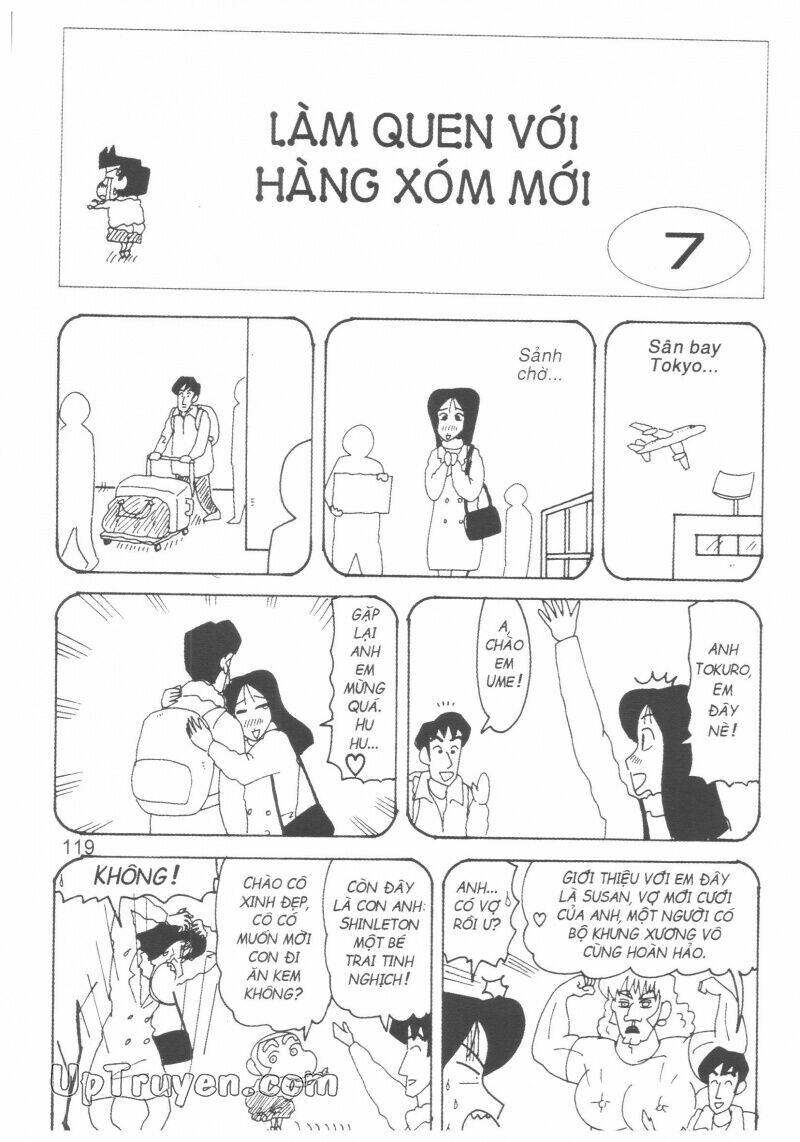 LÀM QUEN VỚI
HÀNG XÓM MỚI
7
Sân bay
Tokyo...
Sảnh
chờ...
ANH
TOKURO,
EM
ĐÂY
NÈ!
A,
CHÀO
EM
UME!
GẶP
LẠI
ANH
EM
MỪNG
QUÁ.
HU
HU...
♡
119
GIỚI THIỆU VỚI EM ĐÂY
LÀ SUSAN, VỢ MỚI CƯỚI
CỦA ANH, MỘT NGƯỜI CÓ
BỘ KHUNG XƯƠNG VÔ
CÙNG HOÀN HẢO.
♡
ANH...
CÓ VỢ
RỒI Ư?
CÒN ĐÂY
LÀ CON ANH:
SHINLETON
MỘT BÉ
TRAI TINH
NGHỊCH!
CHÀO CÔ
XINH ĐẸP,
CÔ CÓ
MUỐN MỜI
CON ĐI
ĂN KEM
KHÔNG?
KHÔNG!
UpTruyen.com